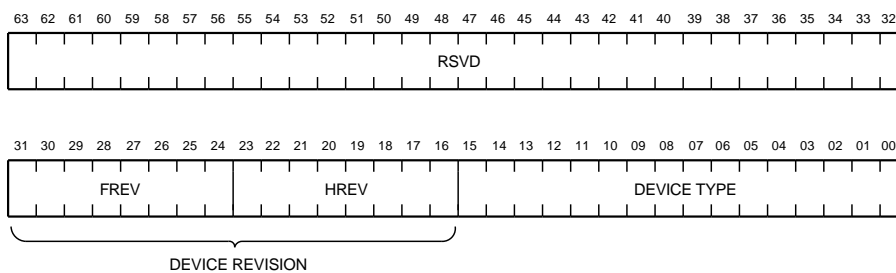 63 62 61 60 59 58 57 56 55 54 53 52 51 50 49 48 47 46 45 44 43 42 41 40 39 38 37 36 35 34 33 32
RSVD
31 30 29 28 27 26 25 24 23 22 21 20 19 18 17 16 15 14 13 12 11 10 09 08 07 06 05 04 03 02 01 00
FREV HREV DEVICE TYPE
DEVICE REVISION